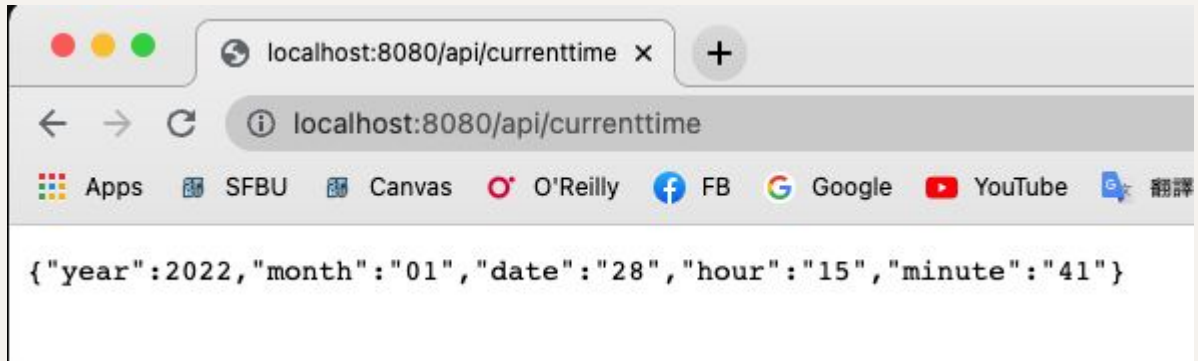 localhost:8080/api/currenttime
localhost:8080/api/currenttime
Apps SFBU Canvas O'Reilly FB Google YouTube 翻譯
{"year":2022,"month":"01","date":"28","hour":"15","minute":"41"}